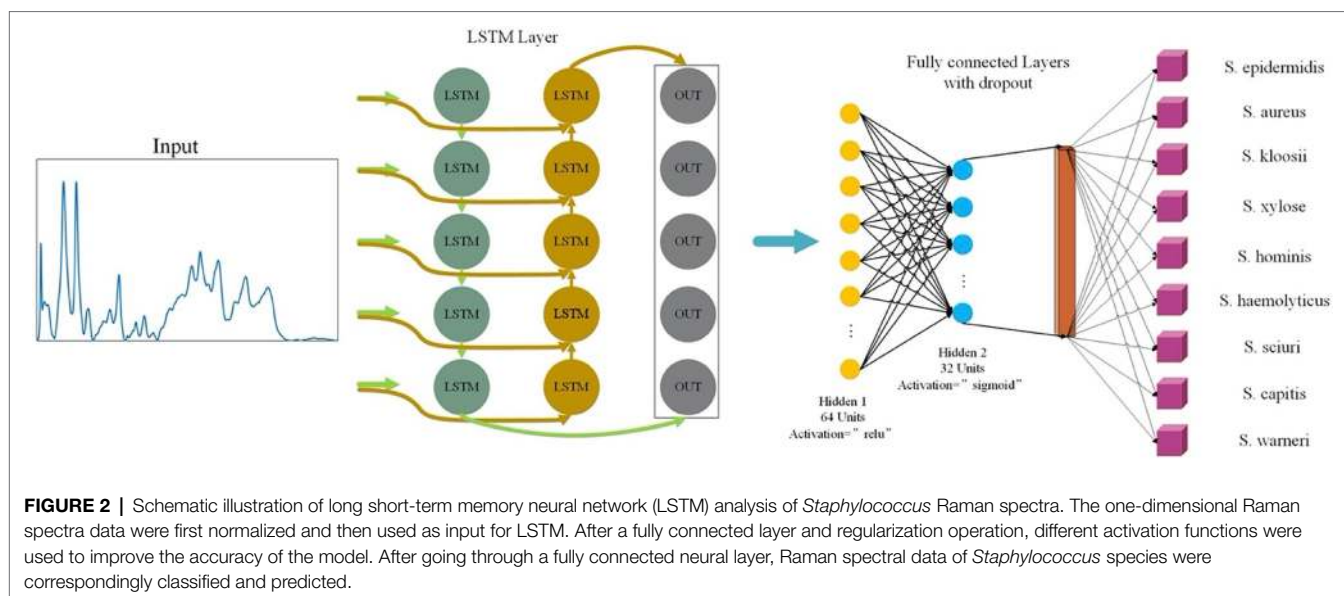 LSTM Layer
Input
LSTM LSTM OUT
LSTM LSTM OUT
LSTM LSTM OUT
LSTM LSTM OUT
LSTM LSTM OUT
Fully connected Layers
with dropout
Hidden 1
64 Units
Activation=” relu”
Hidden 2
32 Units
Activation=” sigmoid”
S. epidermidis
S. aureus
S. kloosii
S. xylose
S. hominis
S. haemolyticus
S. sciuri
S. capitis
S. warneri
FIGURE 2 | Schematic illustration of long short-term memory neural network (LSTM) analysis of Staphylococcus Raman spectra. The one-dimensional Raman
spectra data were first normalized and then used as input for LSTM. After a fully connected layer and regularization operation, different activation functions were
used to improve the accuracy of the model. After going through a fully connected neural layer, Raman spectral data of Staphylococcus species were
correspondingly classified and predicted.